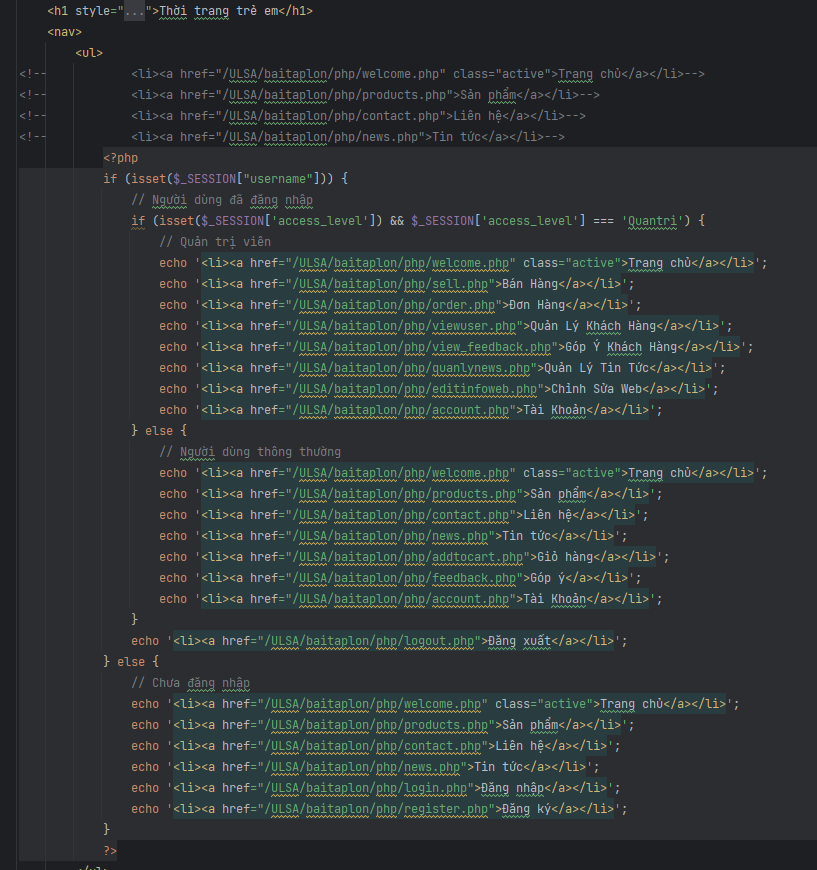 <h1 style="...">Thời trang trẻ em</h1>
<nav>
<ul>
<!-- <li><a href="/ULSA/baitaplon/php/welcome.php" class="active">Trang chủ</a></li>-->
<!-- <li><a href="/ULSA/baitaplon/php/products.php">Sản phẩm</a></li>-->
<!-- <li><a href="/ULSA/baitaplon/php/contact.php">Liên hệ</a></li>-->
<!-- <li><a href="/ULSA/baitaplon/php/news.php">Tin tức</a></li>-->
<?php
if (isset($_SESSION["username"])) {
// Người dùng đã đăng nhập
if (isset($_SESSION['access_level']) && $_SESSION['access_level'] === 'Quantri') {
// Quản trị viên
echo '<li><a href="/ULSA/baitaplon/php/welcome.php" class="active">Trang chủ</a></li>';
echo '<li><a href="/ULSA/baitaplon/php/sell.php">Bán Hàng</a></li>';
echo '<li><a href="/ULSA/baitaplon/php/order.php">Đơn Hàng</a></li>';
echo '<li><a href="/ULSA/baitaplon/php/viewuser.php">Quản Lý Khách Hàng</a></li>';
echo '<li><a href="/ULSA/baitaplon/php/view_feedback.php">Góp Ý Khách Hàng</a></li>';
echo '<li><a href="/ULSA/baitaplon/php/quanlynews.php">Quản Lý Tin Tức</a></li>';
echo '<li><a href="/ULSA/baitaplon/php/editinfoweb.php">Chỉnh Sửa Web</a></li>';
echo '<li><a href="/ULSA/baitaplon/php/account.php">Tài Khoản</a></li>';
} else {
// Người dùng thông thường
echo '<li><a href="/ULSA/baitaplon/php/welcome.php" class="active">Trang chủ</a></li>';
echo '<li><a href="/ULSA/baitaplon/php/products.php">Sản phẩm</a></li>';
echo '<li><a href="/ULSA/baitaplon/php/contact.php">Liên hệ</a></li>';
echo '<li><a href="/ULSA/baitaplon/php/news.php">Tin tức</a></li>';
echo '<li><a href="/ULSA/baitaplon/php/addtocart.php">Giỏ hàng</a></li>';
echo '<li><a href="/ULSA/baitaplon/php/feedback.php">Góp ý</a></li>';
echo '<li><a href="/ULSA/baitaplon/php/account.php">Tài Khoản</a></li>';
}
echo '<li><a href="/ULSA/baitaplon/php/logout.php">Đăng xuất</a></li>';
} else {
// Chưa đăng nhập
echo '<li><a href="/ULSA/baitaplon/php/welcome.php" class="active">Trang chủ</a></li>';
echo '<li><a href="/ULSA/baitaplon/php/products.php">Sản phẩm</a></li>';
echo '<li><a href="/ULSA/baitaplon/php/contact.php">Liên hệ</a></li>';
echo '<li><a href="/ULSA/baitaplon/php/news.php">Tin tức</a></li>';
echo '<li><a href="/ULSA/baitaplon/php/login.php">Đăng nhập</a></li>';
echo '<li><a href="/ULSA/baitaplon/php/register.php">Đăng ký</a></li>';
}
?>